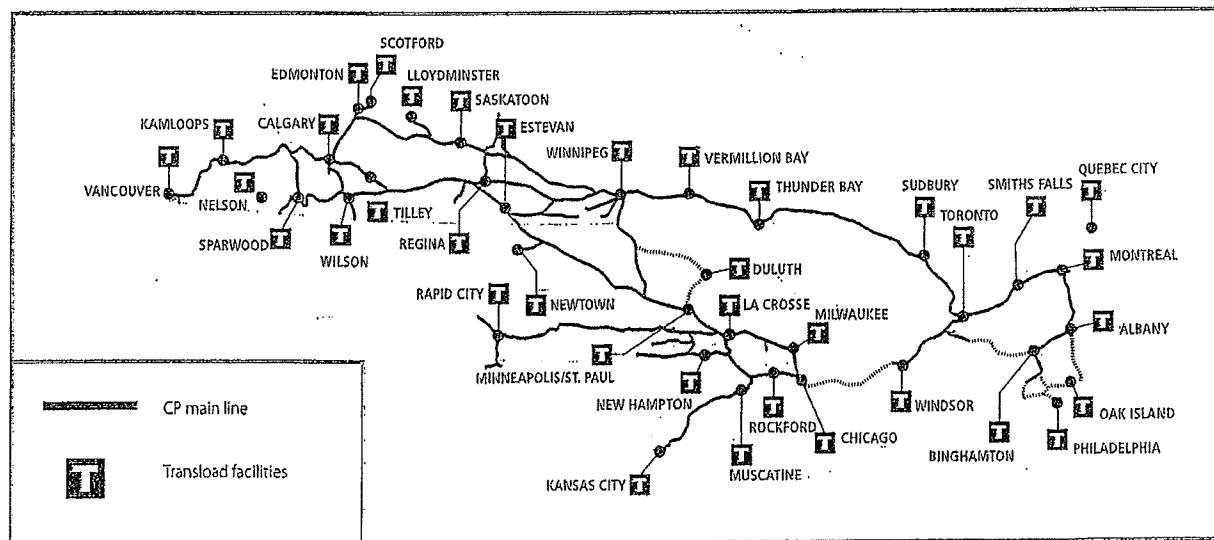 SCOTFORD
EDMONTON
LLOYDMINSTER
SASKATOON
KAMLOOPS
CALGARY
ESTEVAN
WINNIPEG
VERMILLION BAY
THUNDER BAY
SUDBURY
SMITHS FALLS
QUEBEC CITY
VANCOUVER
NELSON
TILLEY
TORONTO
SPARWOOD
WILSON
REGINA
DULUTH
MONTREAL
RAPID CITY
NEWTOWN
LA CROSSE
MILWAUKEE
ALBANY
MINNEAPOLIS/ST. PAUL
NEW HAMPTON
WINDSOR
OAK ISLAND
CP main line
ROCKFORD
CHICAGO
BINGHAMTON
PHILADELPHIA
Transload facilities
MUSCATINE
KANSAS CITY
T